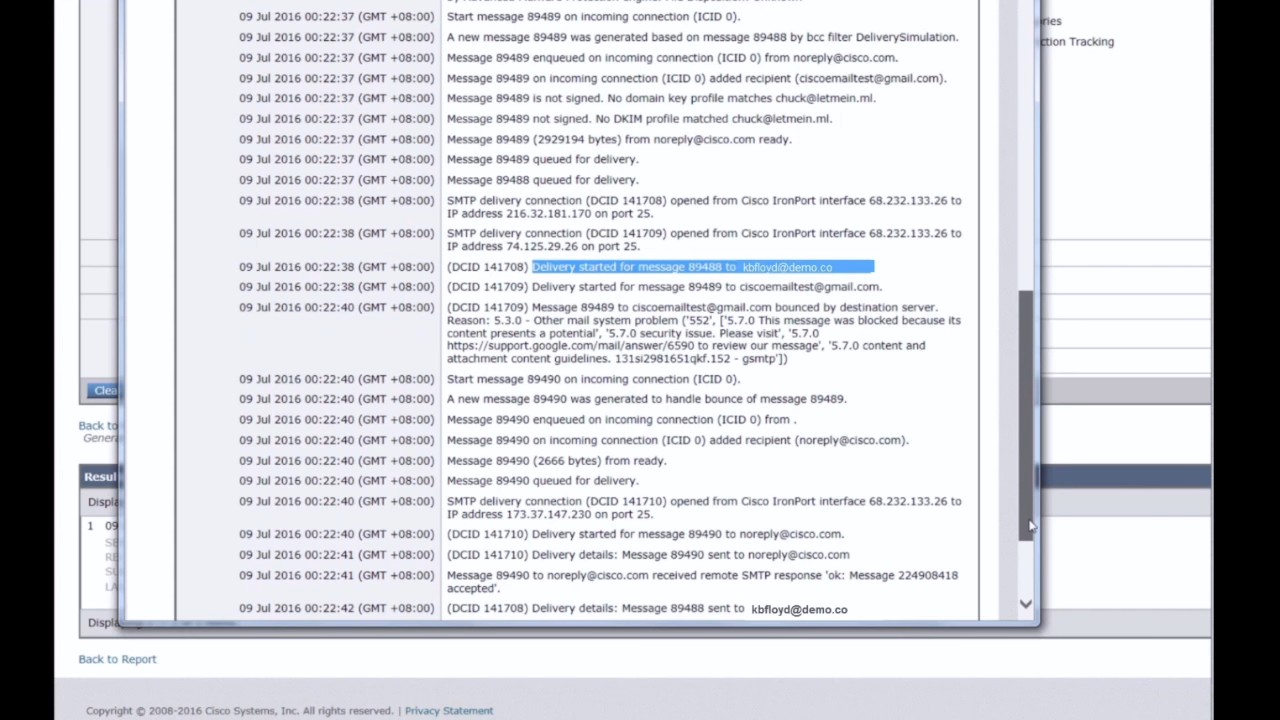 09 Jul 2016 00:22:37 (GMT +08:00) Start message 89489 on incoming connection (ICID 0).
09 Jul 2016 00:22:37 (GMT +08:00) A new message 89489 was generated based on message 89488 by bcc filter DeliverySimulation.
09 Jul 2016 00:22:37 (GMT +08:00) Message 89489 enqueued on incoming connection (ICID 0) from noreply@cisco.com.
09 Jul 2016 00:22:37 (GMT +08:00) Message 89489 on incoming connection (ICID 0) added recipient (ciscoemailtest@gmail.com).
09 Jul 2016 00:22:37 (GMT +08:00) Message 89489 is not signed. No domain key profile matches chuck@letmein.ml.
09 Jul 2016 00:22:37 (GMT +08:00) Message 89489 not signed. No DKIM profile matched chuck@letmein.ml.
09 Jul 2016 00:22:37 (GMT +08:00) Message 89489 (2929194 bytes) from noreply@cisco.com ready.
09 Jul 2016 00:22:37 (GMT +08:00) Message 89489 queued for delivery.
09 Jul 2016 00:22:37 (GMT +08:00) Message 89488 queued for delivery.
09 Jul 2016 00:22:38 (GMT +08:00) SMTP delivery connection (DCID 141708) opened from Cisco IronPort interface 68.232.133.26 to
IP address 216.32.181.170 on port 25.
09 Jul 2016 00:22:38 (GMT +08:00) SMTP delivery connection (DCID 141709) opened from Cisco IronPort interface 68.232.133.26 to
IP address 74.125.29.26 on port 25.
09 Jul 2016 00:22:38 (GMT +08:00) (DCID 141708) Delivery started for message 89488 to kbfloyd@demo.co
09 Jul 2016 00:22:38 (GMT +08:00) (DCID 141709) Delivery started for message 89489 to ciscoemailtest@gmail.com.
09 Jul 2016 00:22:40 (GMT +08:00) (DCID 141709) Message 89489 to ciscoemailtest@gmail.com bounced by destination server.
Reason: 5.3.0 - Other mail system problem ('552', ['5.7.0 This message was blocked because its
content presents a potential', '5.7.0 security issue. Please visit', '5.7.0
https://support.google.com/mail/answer/6590 to review our message', '5.7.0 content and
attachment content guidelines. 131si2981651qkf.152 - gsmtp'])
09 Jul 2016 00:22:40 (GMT +08:00) Start message 89490 on incoming connection (ICID 0).
09 Jul 2016 00:22:40 (GMT +08:00) A new message 89490 was generated to handle bounce of message 89489.
09 Jul 2016 00:22:40 (GMT +08:00) Message 89490 enqueued on incoming connection (ICID 0) from .
09 Jul 2016 00:22:40 (GMT +08:00) Message 89490 on incoming connection (ICID 0) added recipient (noreply@cisco.com).
09 Jul 2016 00:22:40 (GMT +08:00) Message 89490 (2666 bytes) from ready.
09 Jul 2016 00:22:40 (GMT +08:00) Message 89490 queued for delivery.
09 Jul 2016 00:22:40 (GMT +08:00) SMTP delivery connection (DCID 141710) opened from Cisco IronPort interface 68.232.133.26 to
IP address 173.37.147.230 on port 25.
09 Jul 2016 00:22:40 (GMT +08:00) (DCID 141710) Delivery started for message 89490 to noreply@cisco.com.
09 Jul 2016 00:22:41 (GMT +08:00) (DCID 141710) Delivery details: Message 89490 sent to noreply@cisco.com
09 Jul 2016 00:22:41 (GMT +08:00) Message 89490 to noreply@cisco.com received remote SMTP response 'ok: Message 224908418
accepted'.
09 Jul 2016 00:22:42 (GMT +08:00) (DCID 141708) Delivery details: Message 89488 sent to kbfloyd@demo.co
ories
ction Tracking
Clea
Back to
Gener
Resul
Displa
1 09
SE
RE
SU
LA
Display
Back to Report
Copyright © 2008-2016 Cisco Systems, Inc. All rights reserved. | Privacy Statement